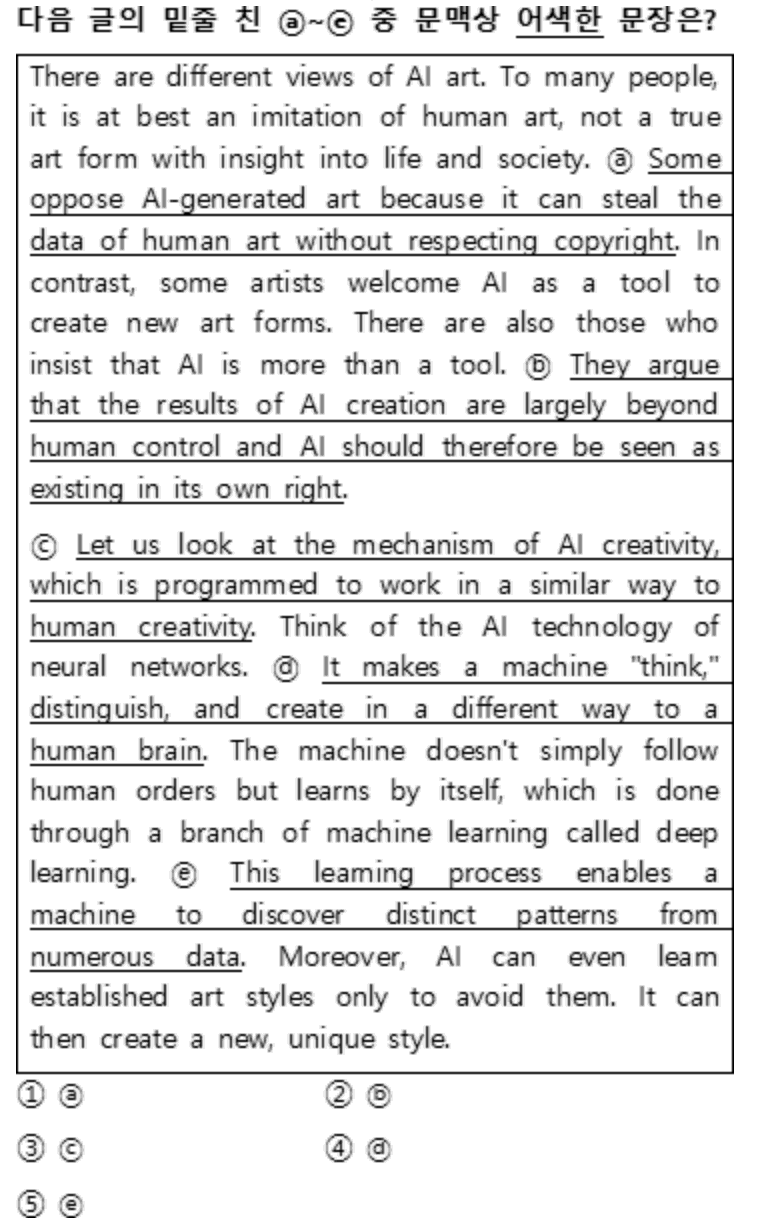 다음 글의 밑줄 친 ⓐ~ⓔ 중 문맥상 어색한 문장은?
There are different views of AI art. To many people,
it is at best an imitation of human art, not a true
art form with insight into life and society. ⓐ Some
oppose AI-generated art because it can steal the
data of human art without respecting copyright. In
contrast, some artists welcome AI as a tool to
create new art forms. There are also those who
insist that AI is more than a tool. ⓑ They argue
that the results of AI creation are largely beyond
human control and AI should therefore be seen as
existing in its own right.
ⓒ Let us look at the mechanism of AI creativity,
which is programmed to work in a similar way to
human creativity. Think of the AI technology of
neural networks. ⓓ It makes a machine "think,"
distinguish, and create in a different way to a
human brain. The machine doesn't simply follow
human orders but learns by itself, which is done
through a branch of machine learning called deep
learning. ⓔ This learning process enables a
machine to discover distinct patterns from
numerous data. Moreover, AI can even learn
established art styles only to avoid them. It can
then create a new, unique style.
① ⓐ ② ⓑ
③ ⓒ ④ ⓓ
⑤ ⓔ